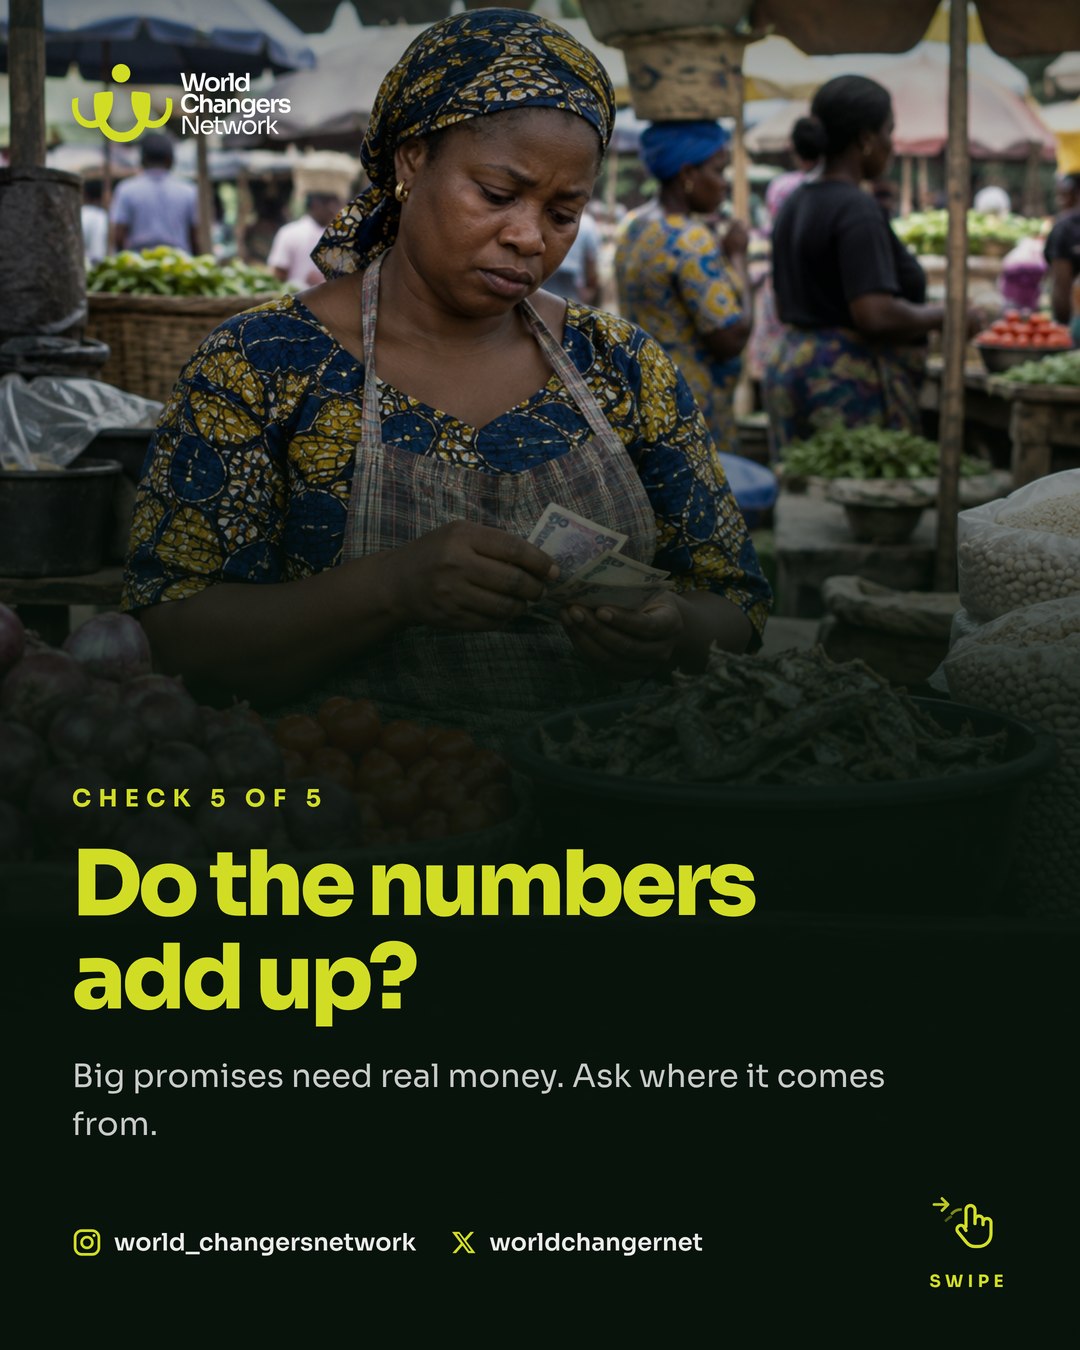 World
Changers
Network
CHECK 5 OF 5
Do the numbers
add up?
Big promises need real money. Ask where it comes
from.
world_changersnetwork
worldchangernet
SWIPE